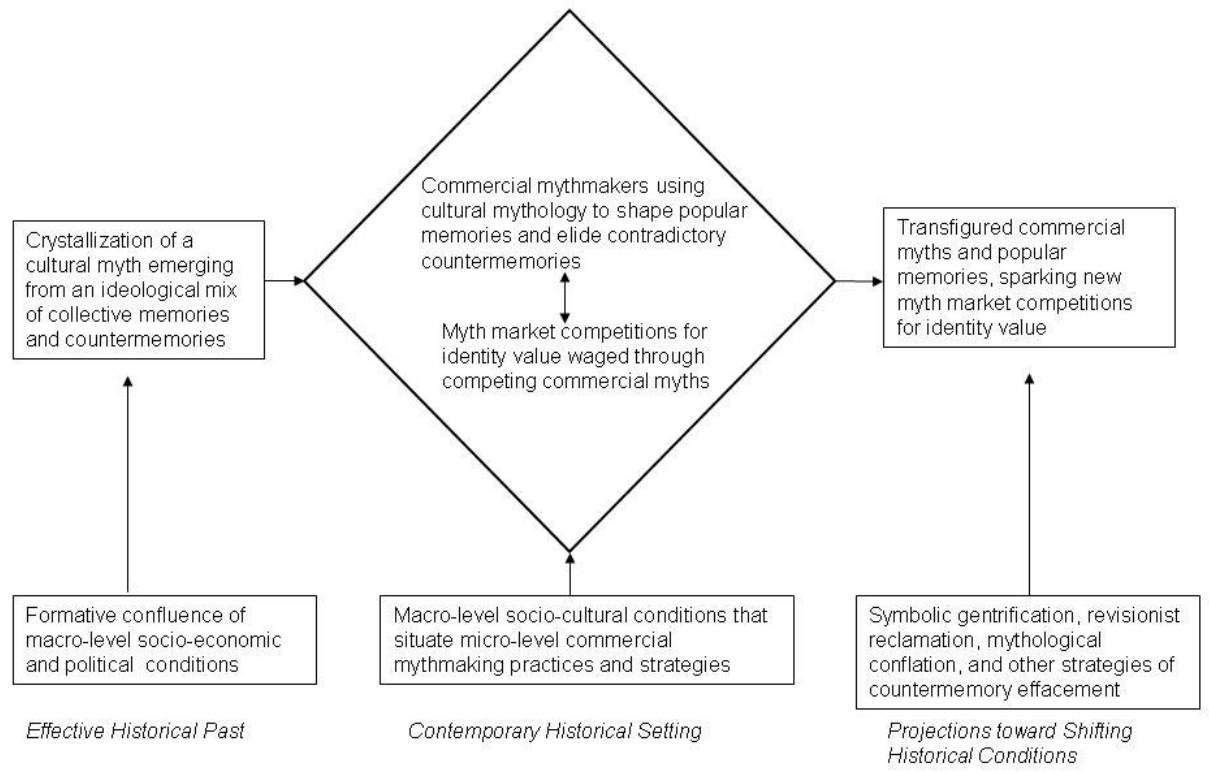 Commercial mythmakers using
cultural mythology to shape popular
memories and elide contradictory
countermemories
Myth market competitions for
identity value waged through
competing commercial myths
Crystallization of a
cultural myth emerging
from an ideological mix
of collective memories
and countermemories
Transfigured commercial
myths and popular
memories, sparking new
myth market competitions
for identity value
Formative confluence of
macro-level socio-economic
and political conditions
Macro-level socio-cultural conditions that
situate micro-level commercial
mythmaking practices and strategies
Symbolic gentrification, revisionist
reclamation, mythological
conflation, and other strategies of
countermemory effacement
Effective Historical Past
Contemporary Historical Setting
Projections toward Shifting
Historical Conditions